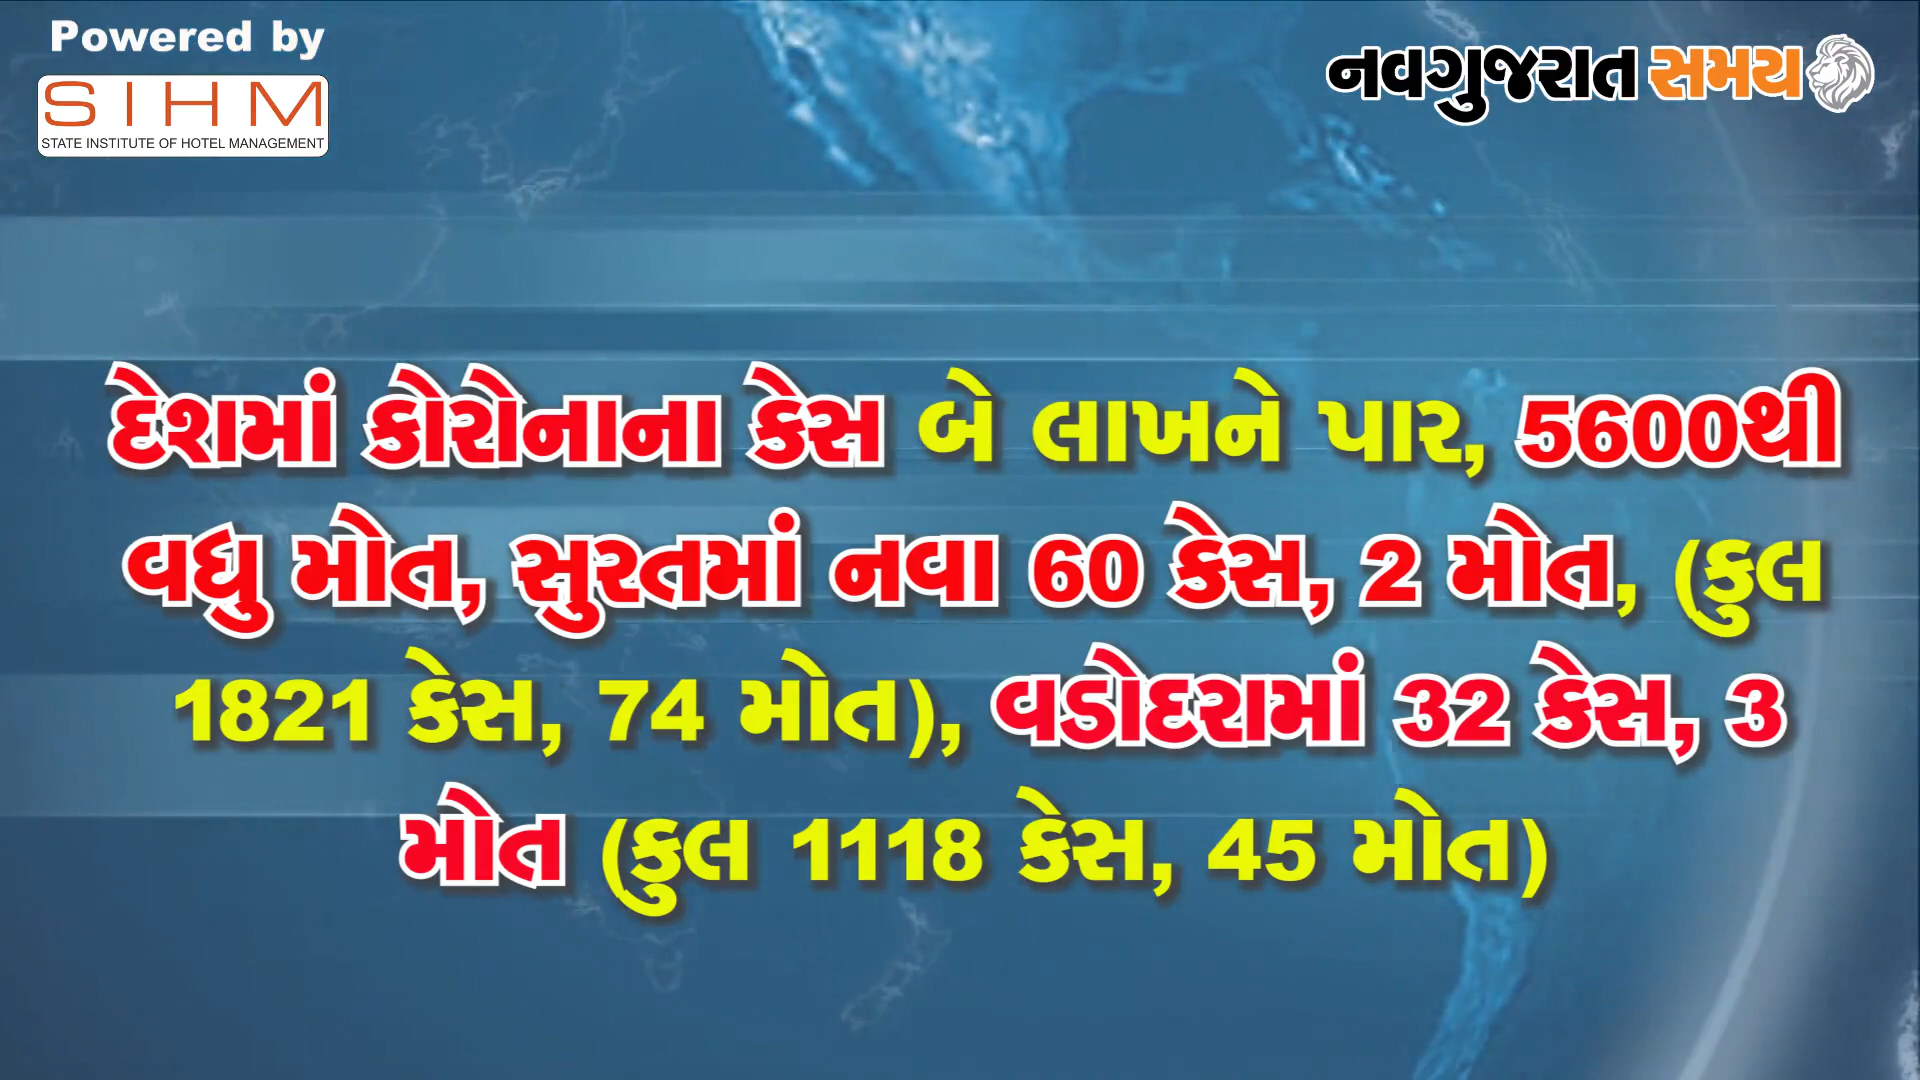 Powered by
SIHM
STATE INSTITUTE OF HOTEL MANAGEMENT
નવગુજરાત સમય
દેશમાં કોરોનાના કેસ બે લાખને પાર, 5600થી
વધુ મોત, સુરતમાં નવા 60 કેસ, 2 મોત, (કુલ
1821 કેસ, 74 મોત), વડોદરામાં 32 કેસ, 3
મોત (કુલ 1118 કેસ, 45 મોત)